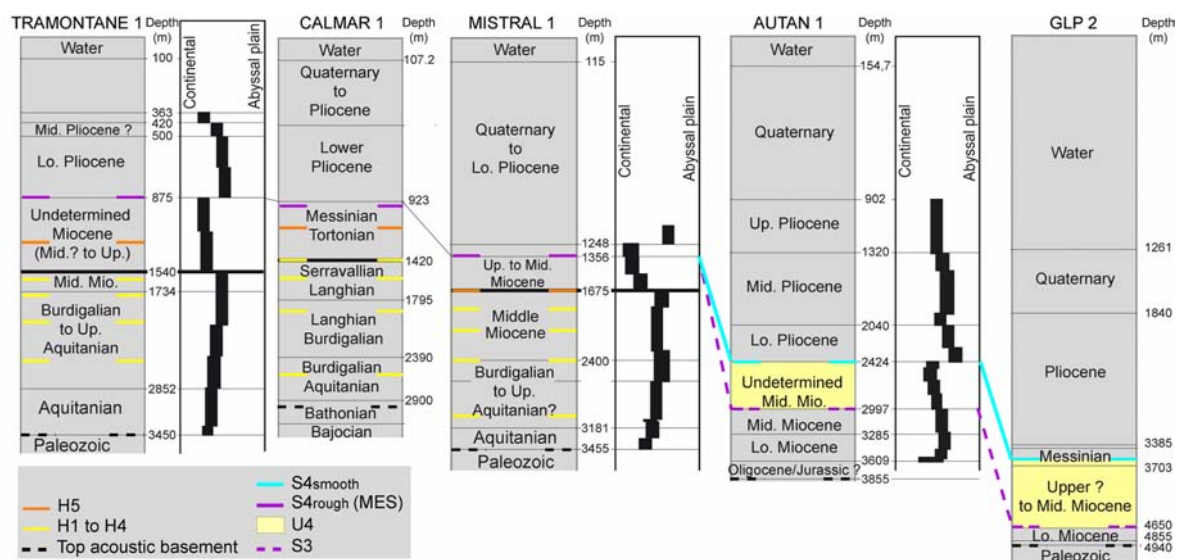 TRAMONTANE 1
Depth
(m)
Continental
Abyssal plain
Water
100
363
Mid. Pliocene ?
420
500
Lo. Pliocene
875
Undetermined
Miocene
(Mid.? to Up.)
1540
Mid. Mio.
1734
Burdigalian
to Up.
Aquitanian
2852
Aquitanian
3450
Paleozoic
CALMAR 1
Depth
(m)
Water
107.2
Quaternary
to
Pliocene
Lower
Pliocene
923
Messinian
Tortonian
1420
Serravallian
Langhian
1795
Langhian
Burdigalian
2390
Burdigalian
Aquitanian
2900
Bathonian
Bajocian
MISTRAL 1
Depth
(m)
Continental
Abyssal plain
Water
115
Quaternary
to
Lo. Pliocene
1248
1356
Up. to Mid.
Miocene
1675
Middle
Miocene
2400
Burdigalian
to Up.
Aquitanian?
3181
Aquitanian
3455
Paleozoic
AUTAN 1
Depth
(m)
Continental
Abyssal plain
Water
154,7
Quaternary
902
Up. Pliocene
1320
Mid. Pliocene
2040
Lo. Pliocene
2424
Undetermined
Mid. Mio.
2997
Mid. Miocene
3285
Lo. Miocene
3609
Oligocene/Jurassic ?
3855
GLP 2
Depth
(m)
Water
1261
Quaternary
1840
Pliocene
3385
Messinian
3703
Upper ?
to Mid. Miocene
4650
Lo. Miocene
4855
4940
Paleozoic
H5
H1 to H4
Top acoustic basement
S4smooth
S4rough (MES)
U4
S3